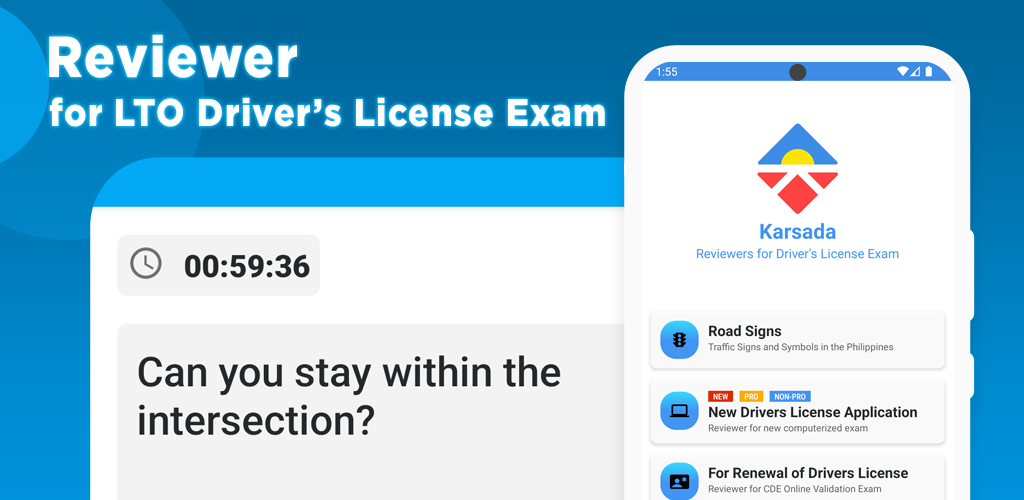 Reviewer
for LTO Driver’s License Exam
00:59:36
Can you stay within the
intersection?
1:55
Karsada
Reviewers for Driver's License Exam
Road Signs
Traffic Signs and Symbols in the Philippines
NEW PRO NON-PRO
New Drivers License Application
Reviewer for new computerized exam
For Renewal of Drivers License
Reviewer for CDE Online Validation Exam